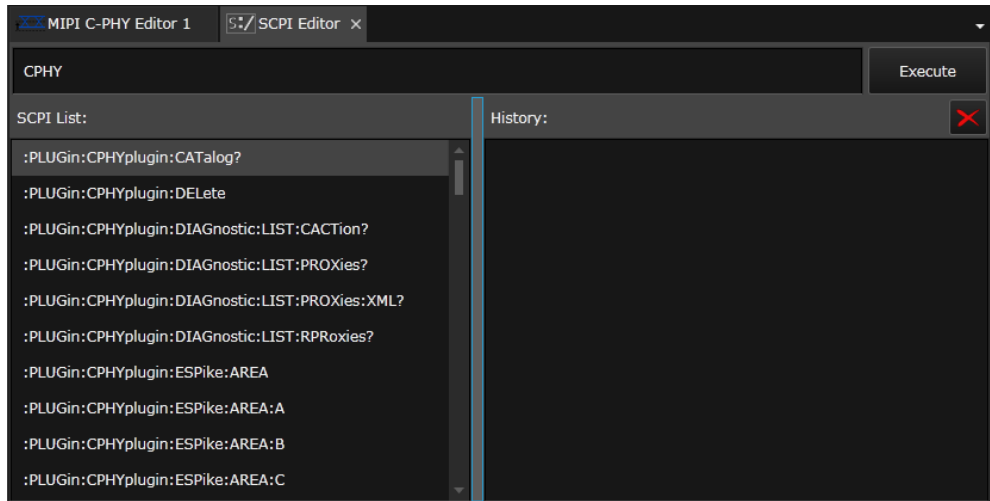 MIPI C-PHY Editor 1
S:/ SCPI Editor ×
CPHY
Execute
SCPI List:
History:
:PLUGin:CPHYplugin:CATalog?
:PLUGin:CPHYplugin:DELete
:PLUGin:CPHYplugin:DIAGnostic:LIST:CACTion?
:PLUGin:CPHYplugin:DIAGnostic:LIST:PROXies?
:PLUGin:CPHYplugin:DIAGnostic:LIST:PROXies:XML?
:PLUGin:CPHYplugin:DIAGnostic:LIST:RPRoxies?
:PLUGin:CPHYplugin:ESPike:AREA
:PLUGin:CPHYplugin:ESPike:AREA:A
:PLUGin:CPHYplugin:ESPike:AREA:B
:PLUGin:CPHYplugin:ESPike:AREA:C